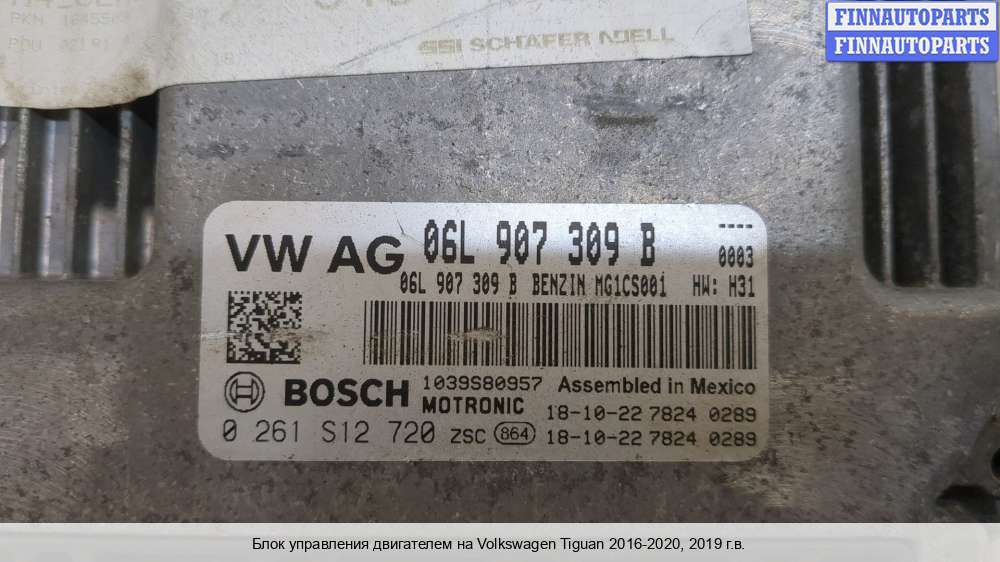 FINNAUTOPARTS
FINNAUTOPARTS
SSI SCHÄFER NOELL
VW AG 06L 907 309 B
0003
06L 907 309 B BENZIN MG1CS001 HW: H31
BOSCH 1039S80957 Assembled in Mexico
MOTRONIC 18-10-22 7824 0289
0 261 S12 720 ZSC 864 18-10-22 7824 0289
Блок управления двигателем на Volkswagen Tiguan 2016-2020, 2019 г.в.